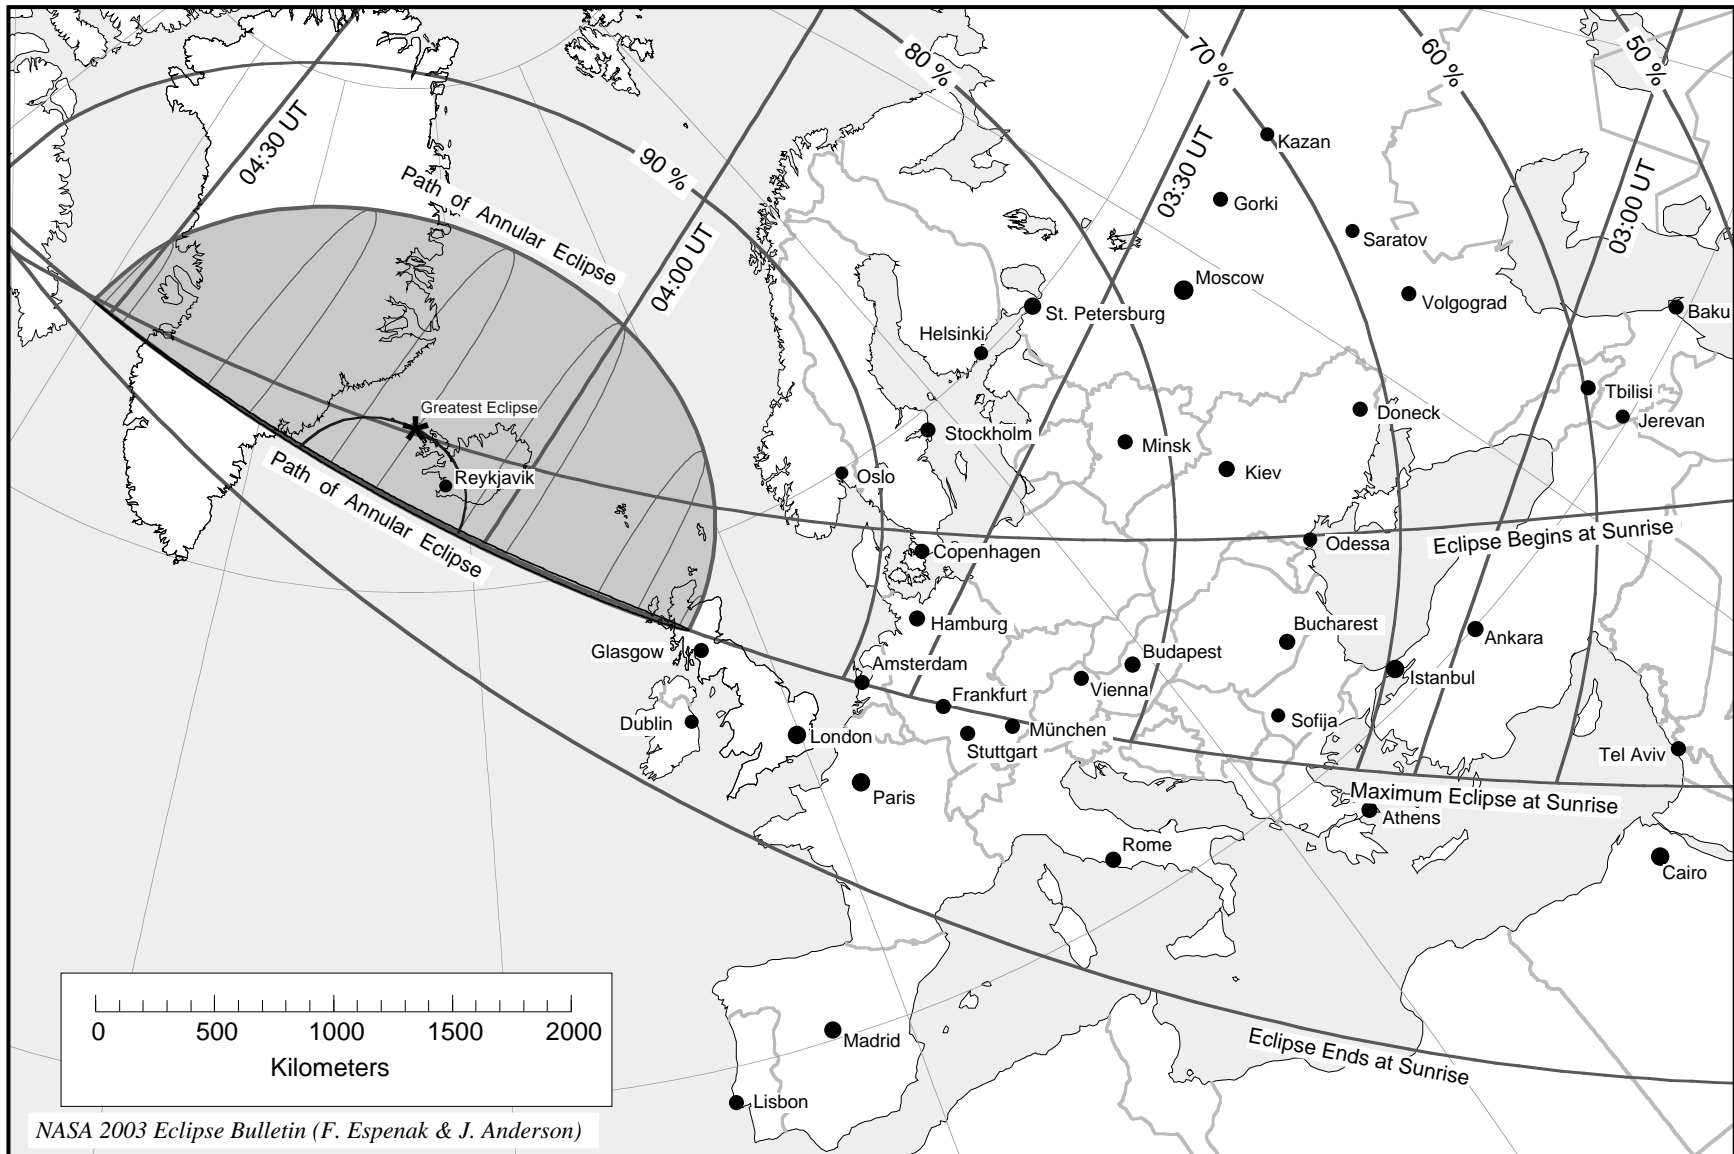 50 %
60 %
70 %
80 %
90 %
04:30 UT
04:00 UT
03:30 UT
03:00 UT
Path of Annular Eclipse
Kazan
Gorki
Saratov
Moscow
Volgograd
St. Petersburg
Baku
Helsinki
Tbilisi
Greatest Eclipse
Doneck
Jerevan
Stockholm
Minsk
Kiev
Reykjavik
Oslo
Path of Annular Eclipse
Eclipse Begins at Sunrise
Odessa
Copenhagen
Hamburg
Bucharest
Ankara
Glasgow
Budapest
Amsterdam
Istanbul
Vienna
Frankfurt
Dublin
Sofija
München
London
Stuttgart
Tel Aviv
Paris
Maximum Eclipse at Sunrise
Athens
Rome
Cairo
0 500 1000 1500 2000
Kilometers
Madrid
Eclipse Ends at Sunrise
Lisbon
NASA 2003 Eclipse Bulletin (F. Espenak & J. Anderson)